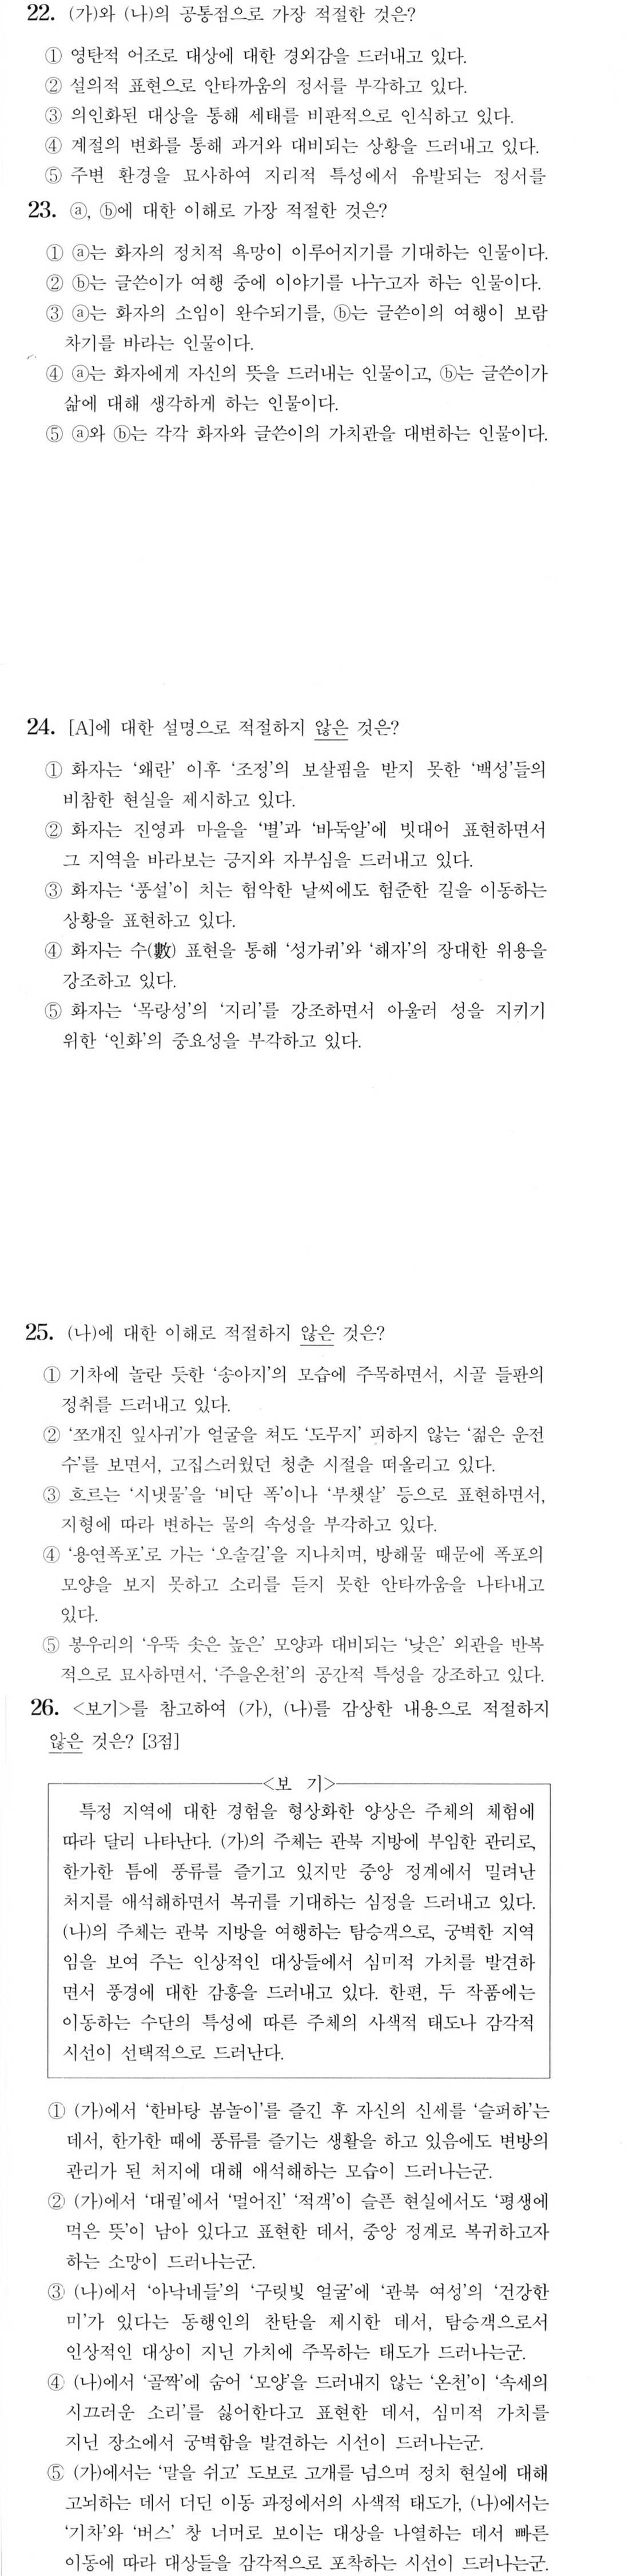 22. (가)와 (나)의 공통점으로 가장 적절한 것은?
① 영탄적 어조로 대상에 대한 경외감을 드러내고 있다.
② 설의적 표현으로 안타까움의 정서를 부각하고 있다.
③ 의인화된 대상을 통해 세태를 비판적으로 인식하고 있다.
④ 계절의 변화를 통해 과거와 대비되는 상황을 드러내고 있다.
⑤ 주변 환경을 묘사하여 지리적 특성에서 유발되는 정서를
23. ⓐ, ⓑ에 대한 이해로 가장 적절한 것은?
① ⓐ는 화자의 정치적 욕망이 이루어지기를 기대하는 인물이다.
② ⓑ는 글쓴이가 여행 중에 이야기를 나누고자 하는 인물이다.
③ ⓐ는 화자의 소임이 완수되기를, ⓑ는 글쓴이의 여행이 보람
차기를 바라는 인물이다.
④ ⓐ는 화자에게 자신의 뜻을 드러내는 인물이고, ⓑ는 글쓴이가
삶에 대해 생각하게 하는 인물이다.
⑤ ⓐ와 ⓑ는 각각 화자와 글쓴이의 가치관을 대변하는 인물이다.
24. [A]에 대한 설명으로 적절하지 않은 것은?
① 화자는 ‘왜란’ 이후 ‘조정’의 보살핌을 받지 못한 ‘백성’들의
비참한 현실을 제시하고 있다.
② 화자는 진영과 마을을 ‘별’과 ‘바둑알’에 빗대어 표현하면서
그 지역을 바라보는 긍지와 자부심을 드러내고 있다.
③ 화자는 ‘풍설’이 치는 험악한 날씨에도 험준한 길을 이동하는
상황을 표현하고 있다.
④ 화자는 수(數) 표현을 통해 ‘성가퀴’와 ‘해자’의 장대한 위용을
강조하고 있다.
⑤ 화자는 ‘목랑성’의 ‘지리’를 강조하면서 아울러 성을 지키기
위한 ‘인화’의 중요성을 부각하고 있다.
25. (나)에 대한 이해로 적절하지 않은 것은?
① 기차에 놀란 듯한 ‘송아지’의 모습에 주목하면서, 시골 들판의
정취를 드러내고 있다.
② ‘쪼개진 잎사귀’가 얼굴을 쳐도 ‘도무지’ 피하지 않는 ‘젊은 운전
수’를 보면서, 고집스러웠던 청춘 시절을 떠올리고 있다.
③ 흐르는 ‘시냇물’을 ‘비단 폭’이나 ‘부챗살’ 등으로 표현하면서,
지형에 따라 변하는 물의 속성을 부각하고 있다.
④ ‘용연폭포’로 가는 ‘오솔길’을 지나치며, 방해물 때문에 폭포의
모양을 보지 못하고 소리를 듣지 못한 안타까움을 나타내고
있다.
⑤ 봉우리의 ‘우뚝 솟은 높은’ 모양과 대비되는 ‘낮은’ 외관을 반복
적으로 묘사하면서, ‘주을온천’의 공간적 특성을 강조하고 있다.
26. <보기>를 참고하여 (가), (나)를 감상한 내용으로 적절하지
않은 것은? [3점]
<보 기>
특정 지역에 대한 경험을 형상화한 양상은 주체의 체험에
따라 달리 나타난다. (가)의 주체는 관북 지방에 부임한 관리로,
한가한 틈에 풍류를 즐기고 있지만 중앙 정계에서 밀려난
처지를 애석해하면서 복귀를 기대하는 심정을 드러내고 있다.
(나)의 주체는 관북 지방을 여행하는 탐승객으로, 궁벽한 지역
임을 보여 주는 인상적인 대상들에서 심미적 가치를 발견하
면서 풍경에 대한 감흥을 드러내고 있다. 한편, 두 작품에는
이동하는 수단의 특성에 따른 주체의 사색적 태도나 감각적
시선이 선택적으로 드러난다.
① (가)에서 ‘한바탕 봄놀이’를 즐긴 후 자신의 신세를 ‘슬퍼하’는
데서, 한가한 때에 풍류를 즐기는 생활을 하고 있음에도 변방의
관리가 된 처지에 대해 애석해하는 모습이 드러나는군.
② (가)에서 ‘대궐’에서 ‘멀어진’ ‘적객’이 슬픈 현실에서도 ‘평생에
먹은 뜻’이 남아 있다고 표현한 데서, 중앙 정계로 복귀하고자
하는 소망이 드러나는군.
③ (나)에서 ‘아낙네들’의 ‘구릿빛 얼굴’에 ‘관북 여성’의 ‘건강한
미’가 있다는 동행인의 찬탄을 제시한 데서, 탐승객으로서
인상적인 대상이 지닌 가치에 주목하는 태도가 드러나는군.
④ (나)에서 ‘골짝’에 숨어 ‘모양’을 드러내지 않는 ‘온천’이 ‘속세의
시끄러운 소리’를 싫어한다고 표현한 데서, 심미적 가치를
지닌 장소에서 궁벽함을 발견하는 시선이 드러나는군.
⑤ (가)에서는 ‘말을 쉬고’ 도보로 고개를 넘으며 정치 현실에 대해
고뇌하는 데서 더딘 이동 과정에서의 사색적 태도가, (나)에서는
‘기차’와 ‘버스’ 창 너머로 보이는 대상을 나열하는 데서 빠른
이동에 따라 대상들을 감각적으로 포착하는 시선이 드러나는군.